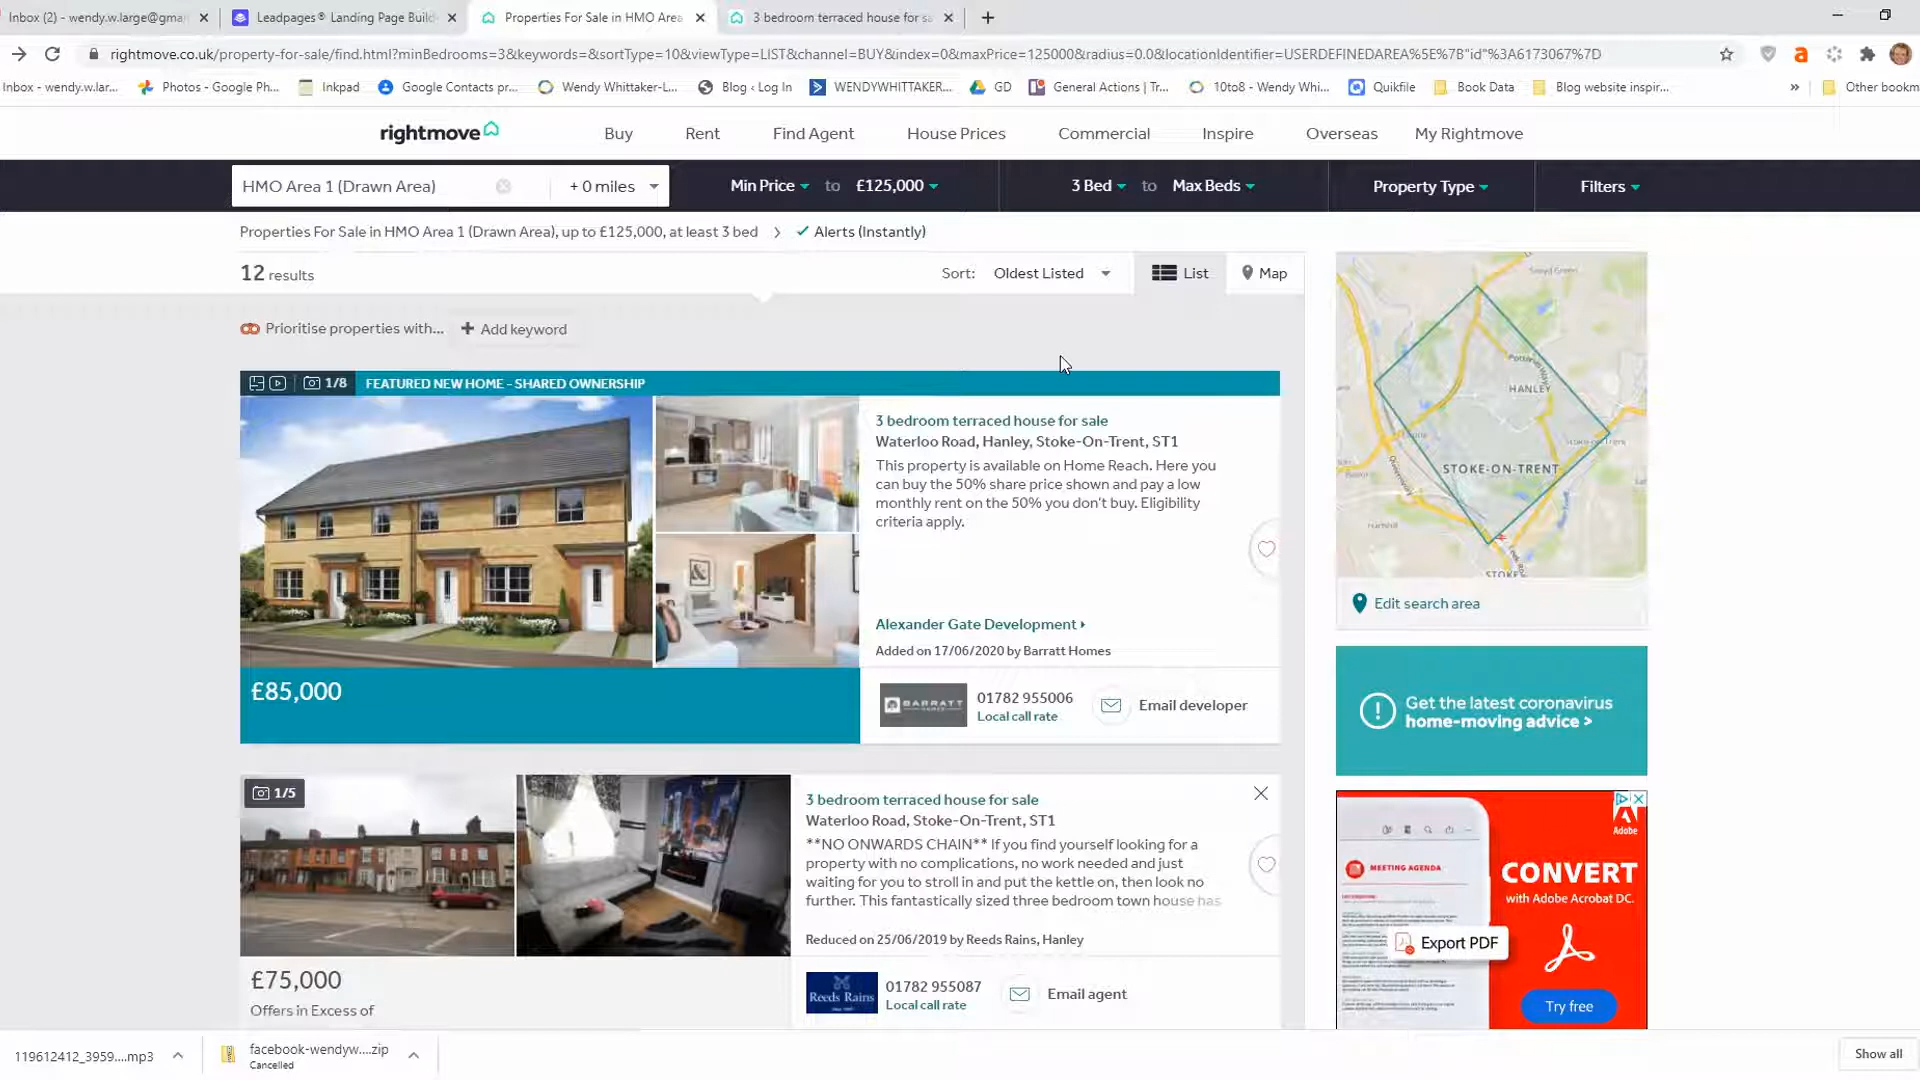 Inbox (2) - wendy.w.large@gmai
Leadpages® Landing Page Build
Properties For Sale in HMO Area
3 bedroom terraced house for sa
rightmove.co.uk/property-for-sale/find.html?minBedrooms=3&keywords=&sortType=10&viewType=LIST&channel=BUY&index=0&maxPrice=125000&radius=0.0&locationIdentifier=USERDEFINEDAREA%5E%7B"id"%3A6173067%7D
Inbox - wendy.w.lar...
Photos - Google Ph...
Inkpad
Google Contacts pr...
Wendy Whittaker-L...
Blog ‹ Log In
WENDYWHITTAKER...
GD
General Actions | Tr...
10to8 - Wendy Whi...
Quikfile
Book Data
Blog website inspir...
»
Other bookm
rightmove
Buy
Rent
Find Agent
House Prices
Commercial
Inspire
Overseas
My Rightmove
HMO Area 1 (Drawn Area)
+ 0 miles
Min Price to £125,000
3 Bed to Max Beds
Property Type
Filters
Properties For Sale in HMO Area 1 (Drawn Area), up to £125,000, at least 3 bed
Alerts (Instantly)
12 results
Sort: Oldest Listed
List
Map
Prioritise properties with...
+ Add keyword
1/8
FEATURED NEW HOME - SHARED OWNERSHIP
3 bedroom terraced house for sale
Waterloo Road, Hanley, Stoke-On-Trent, ST1
This property is available on Home Reach. Here you
can buy the 50% share price shown and pay a low
monthly rent on the 50% you don't buy. Eligibility
criteria apply.
Alexander Gate Development
Added on 17/06/2020 by Barratt Homes
£85,000
BARRATT
01782 955006
Local call rate
Email developer
1/5
3 bedroom terraced house for sale
Waterloo Road, Stoke-On-Trent, ST1
**NO ONWARDS CHAIN** If you find yourself looking for a
property with no complications, no work needed and just
waiting for you to stroll in and put the kettle on, then look no
further. This fantastically sized three bedroom town house has
Reduced on 25/06/2019 by Reeds Rains, Hanley
£75,000
Offers in Excess of
Reeds Rains
01782 955087
Local call rate
Email agent
HANLEY
STOKE-ON-TRENT
STOKE
Edit search area
Get the latest coronavirus
home-moving advice >
Adobe
MEETING AGENDA
CONVERT
with Adobe Acrobat DC.
Export PDF
Try free
119612412_3959....mp3
facebook-wendyw....zip
Cancelled
Show all